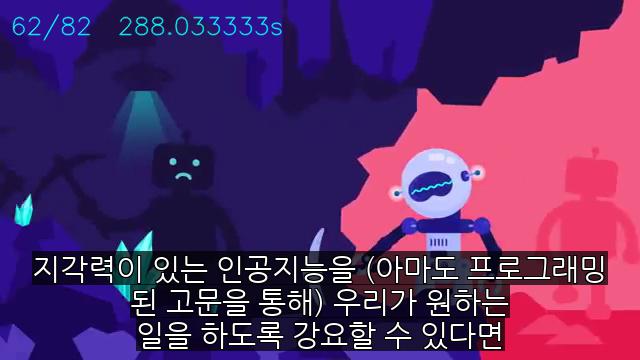 62/82 288.033333s
지각력이 있는 인공지능을 (아마도 프로그래밍
된 고문을 통해) 우리가 원하는
일을 하도록 강요할 수 있다면